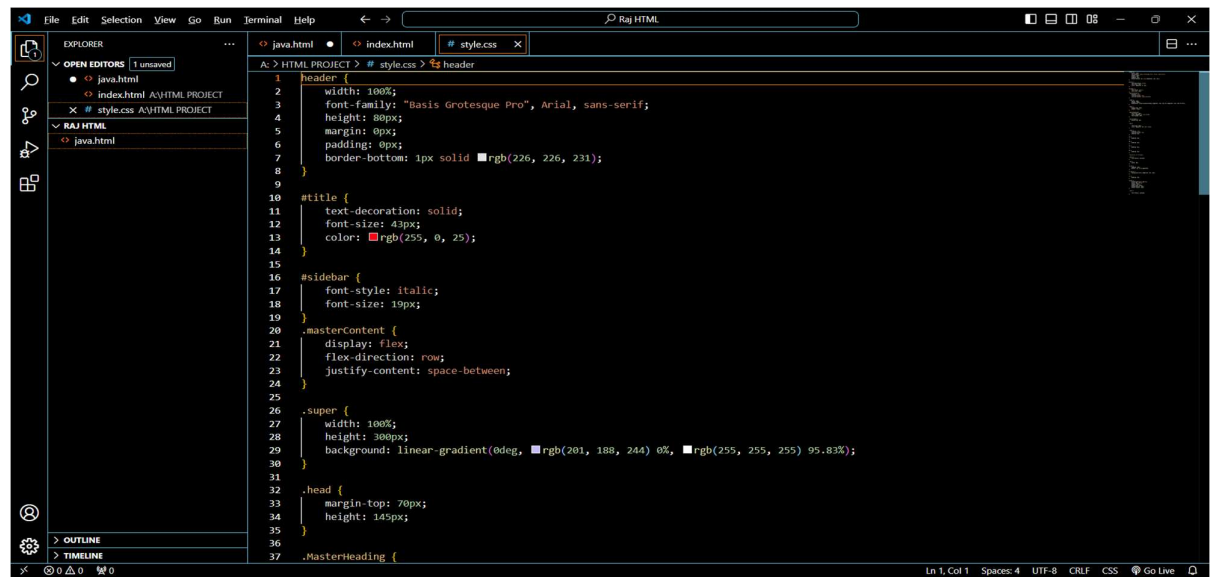 File Edit Selection View Go Run Terminal Help
Raj HTML
EXPLORER
OPEN EDITORS 1 unsaved
java.html
index.html A:\HTML PROJECT
style.css A:\HTML PROJECT
RAJ HTML
java.html
OUTLINE
TIMELINE
java.html index.html # style.css
A: > HTML PROJECT > # style.css > header
1 header {
2 width: 100%;
3 font-family: "Basis Grotesque Pro", Arial, sans-serif;
4 height: 80px;
5 margin: 0px;
6 padding: 0px;
7 border-bottom: 1px solid rgb(226, 226, 231);
8 }
9
10 #title {
11 text-decoration: solid;
12 font-size: 43px;
13 color: rgb(255, 0, 25);
14 }
15
16 #sidebar {
17 font-style: italic;
18 font-size: 19px;
19 }
20 .masterContent {
21 display: flex;
22 flex-direction: row;
23 justify-content: space-between;
24 }
25
26 .super {
27 width: 100%;
28 height: 300px;
29 background: linear-gradient(0deg, rgb(201, 188, 244) 0%, rgb(255, 255, 255) 95.83%);
30 }
31
32 .head {
33 margin-top: 70px;
34 height: 145px;
35 }
36
37 .MasterHeading {
0 0 0 Ln 1, Col 1 Spaces: 4 UTF-8 CRLF CSS Go Live